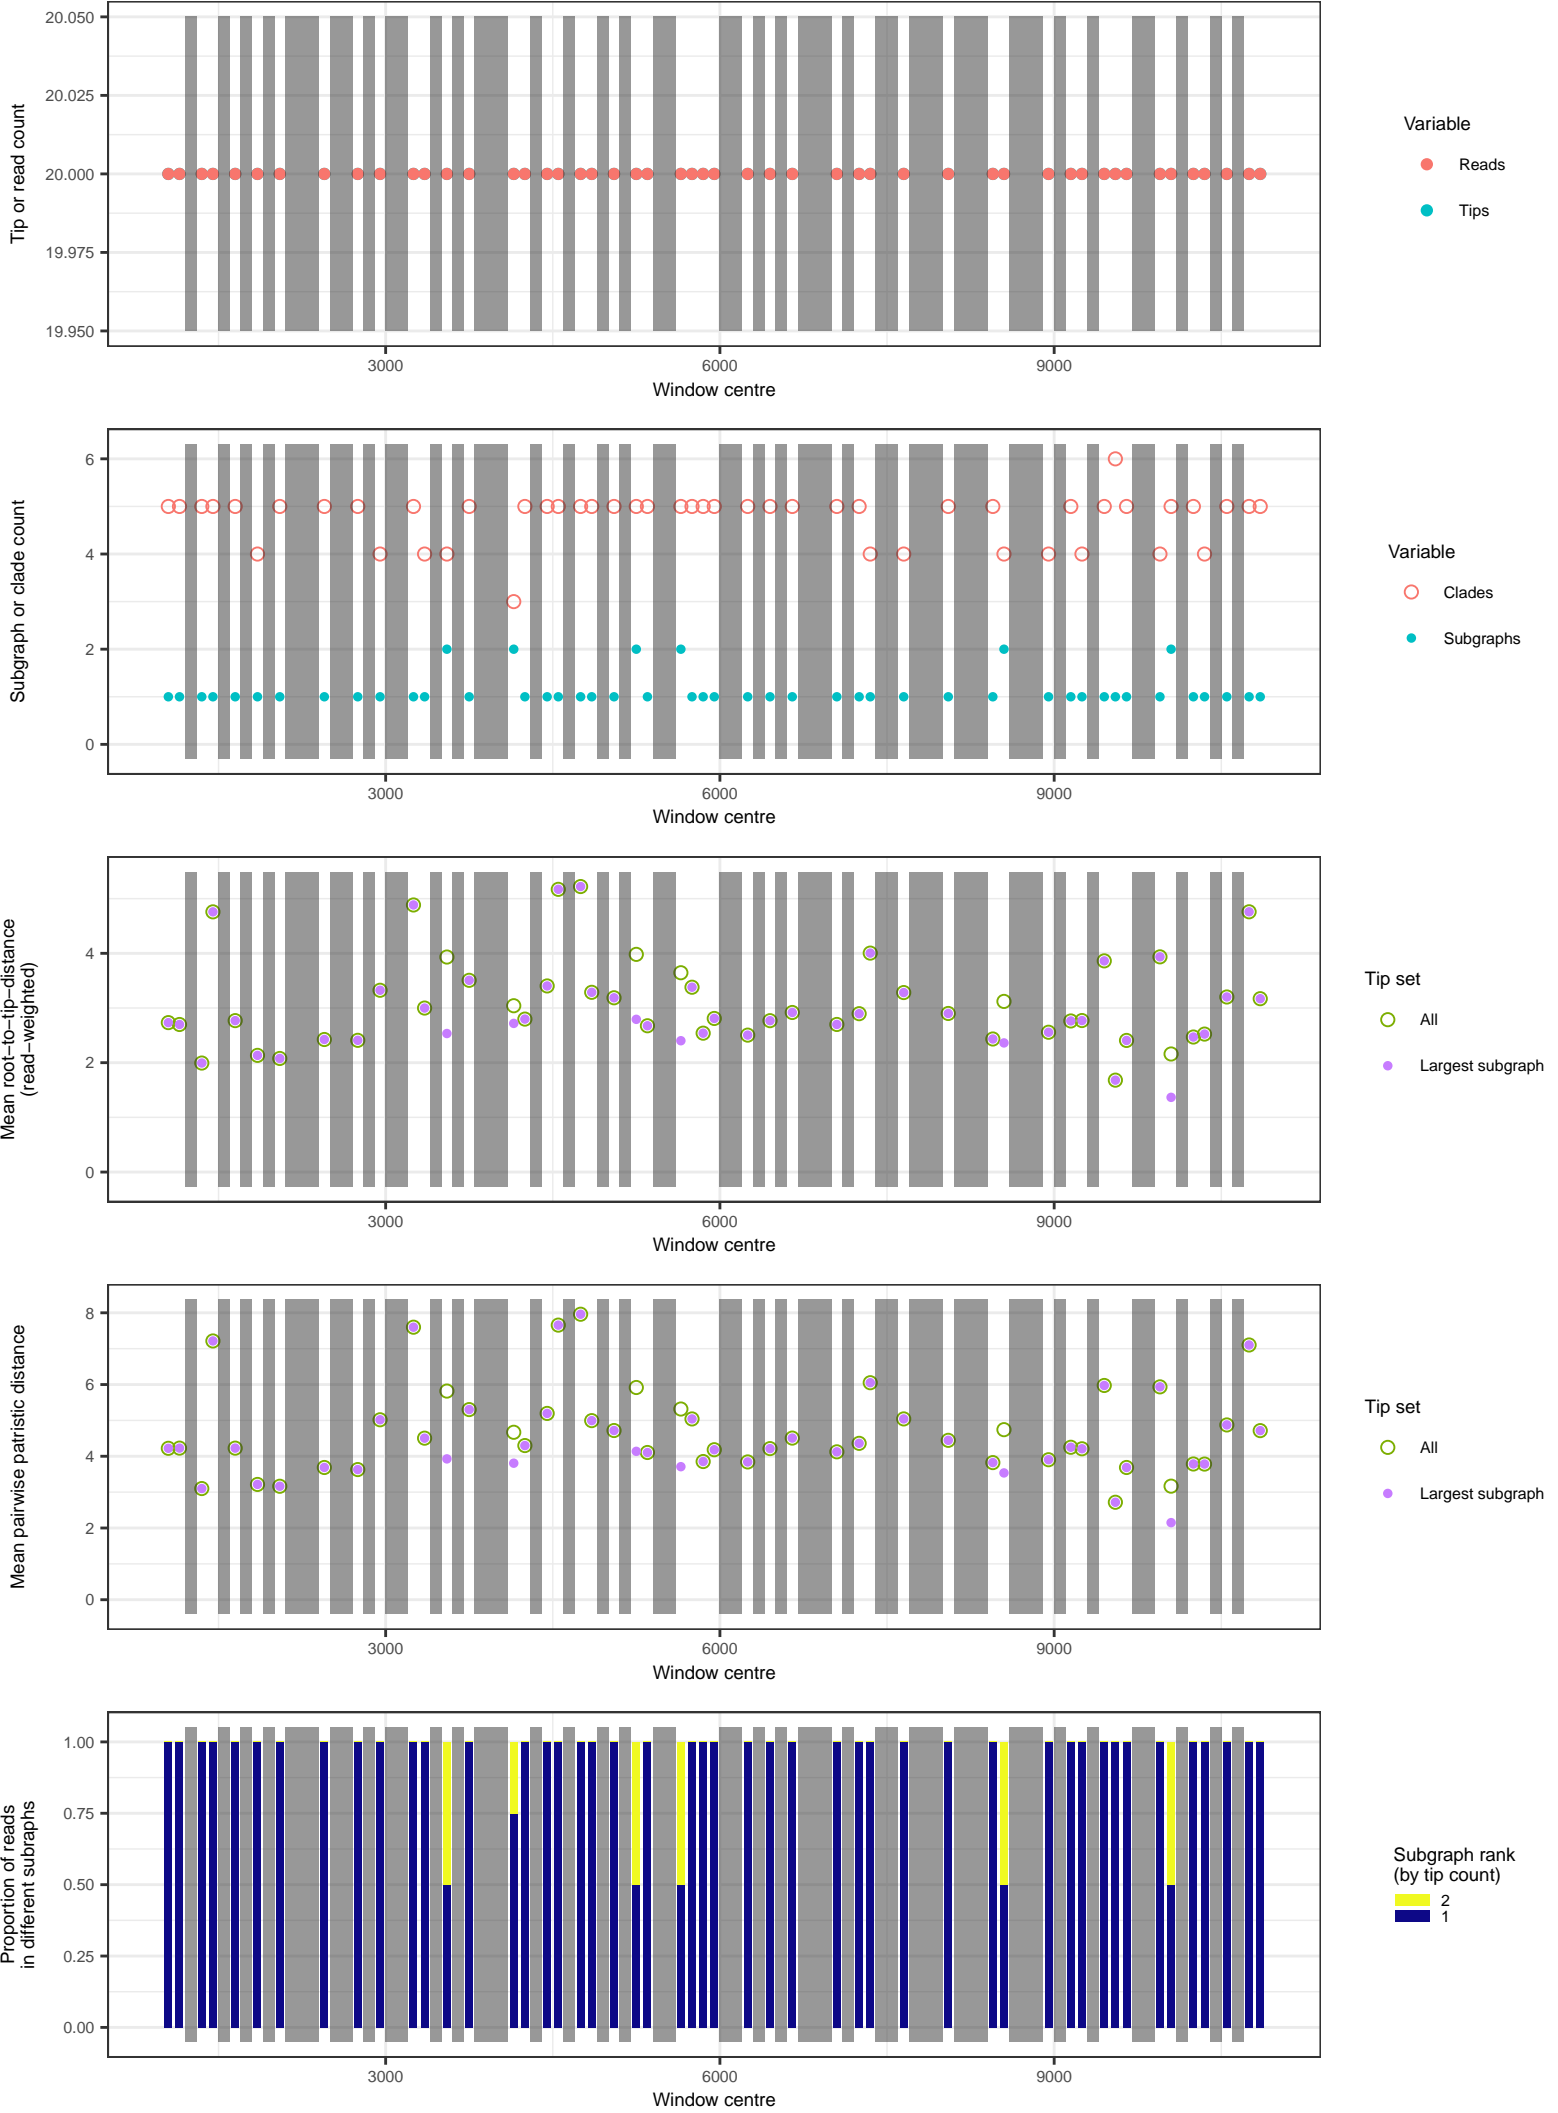 20.050
20.025
20.000
19.975
19.950
Tip or read count
3000 6000 9000
Window centre
Variable
Reads
Tips
6
4
2
0
Subgraph or clade count
3000 6000 9000
Window centre
Variable
Clades
Subgraphs
4
2
0
Mean root−to−tip−distance
(read−weighted)
3000 6000 9000
Window centre
Tip set
All
Largest subgraph
8
6
4
2
0
Mean pairwise patristic distance
3000 6000 9000
Window centre
Tip set
All
Largest subgraph
1.00
0.75
0.50
0.25
0.00
Proportion of reads
in different subraphs
3000 6000 9000
Window centre
Subgraph rank
(by tip count)
2
1